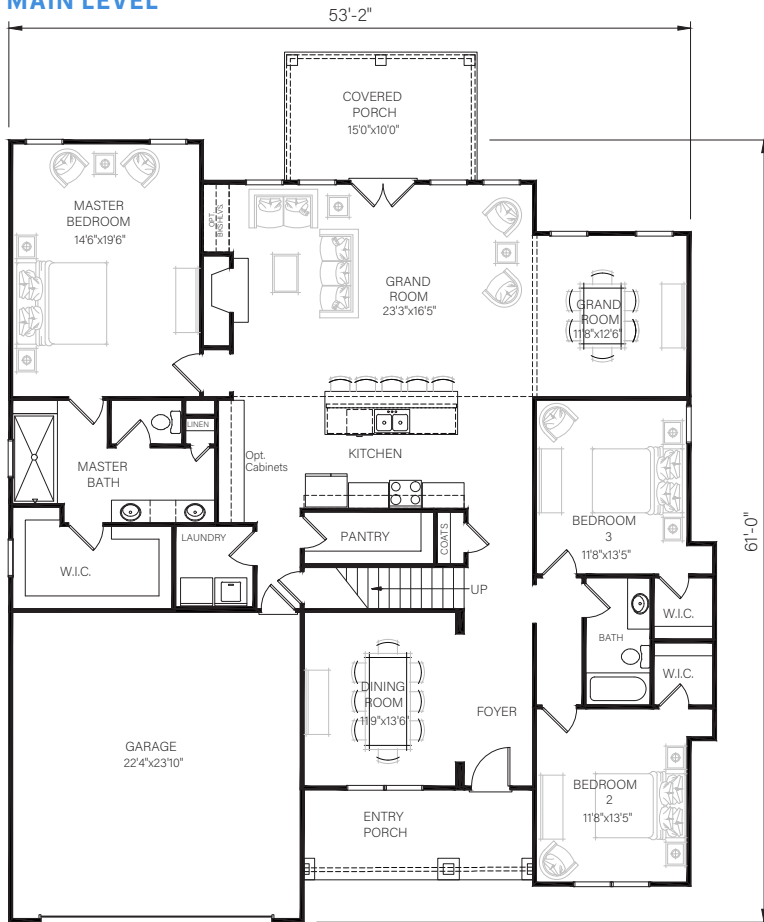 MAIN LEVEL
53'-2"
COVERED
PORCH
15'0"x10'0"
MASTER
BEDROOM
14'6"x19'6"
OPT.
BKSHLVS.
GRAND
ROOM
23'3"x16'5"
GRAND
ROOM
11'8"x12'6"
LINEN
KITCHEN
Opt.
Cabinets
MASTER
BATH
BEDROOM
3
11'8"x13'5"
61'-0"
LAUNDRY
PANTRY
COATS
W.I.C.
UP
W.I.C.
BATH
W.I.C.
DINING
ROOM
11'9"x13'6"
FOYER
GARAGE
22'4"x23'10"
BEDROOM
2
11'8"x13'5"
ENTRY
PORCH